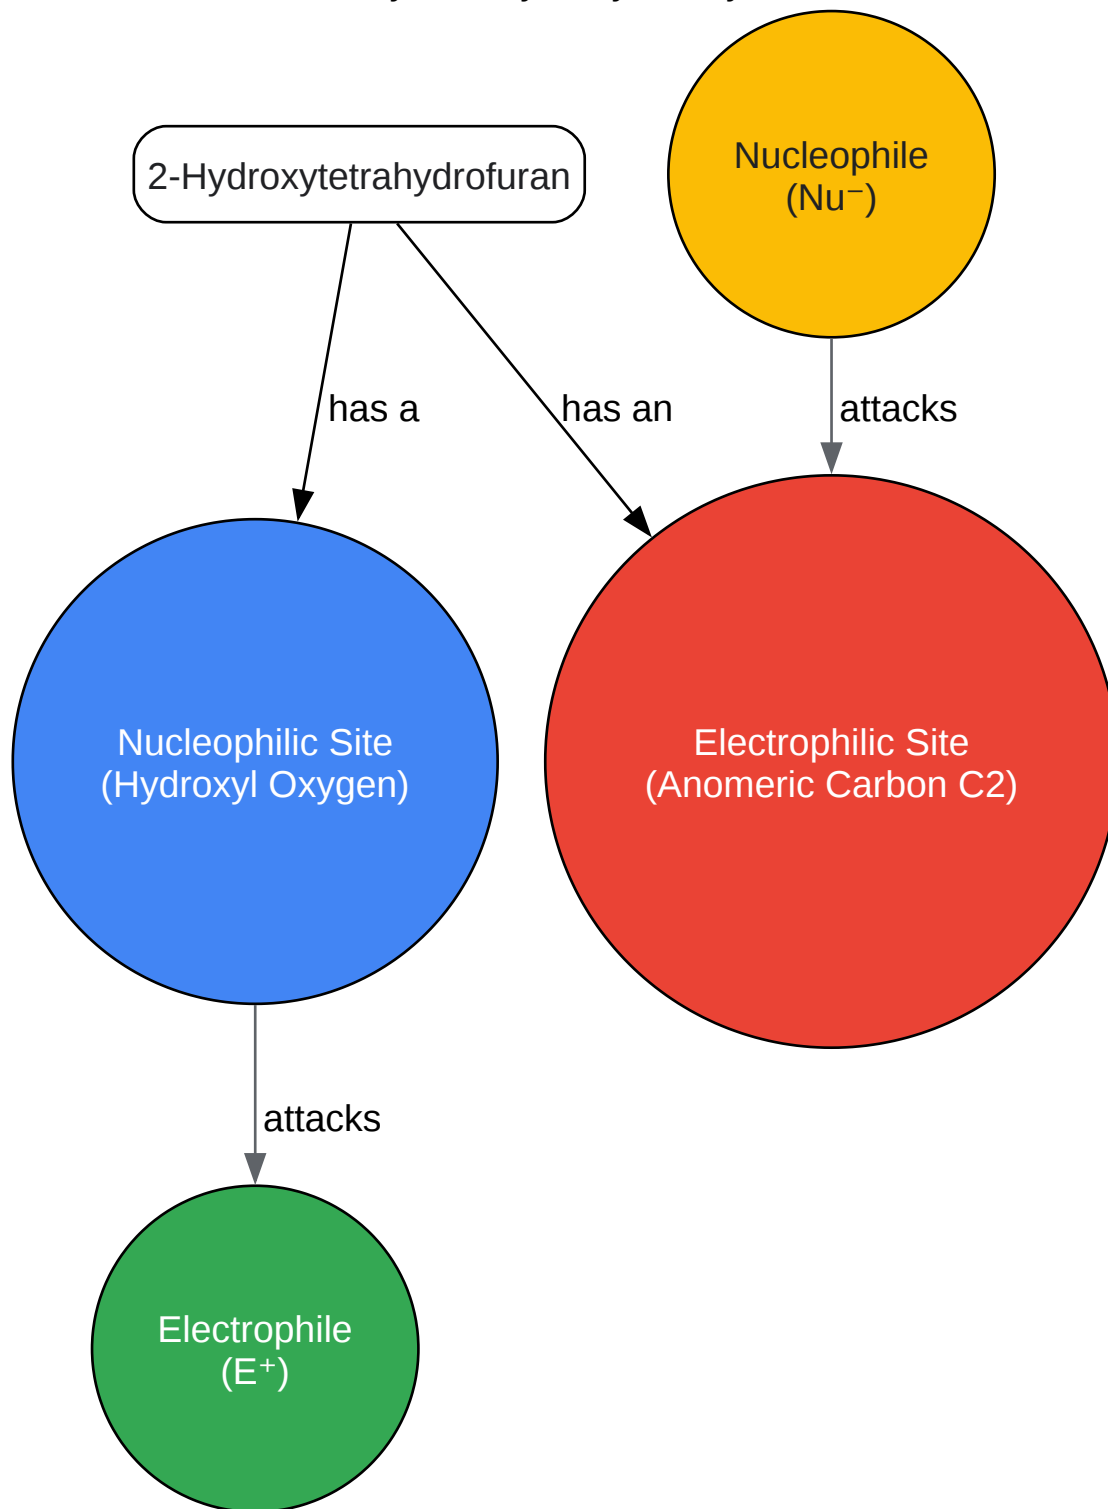 2-Hydroxytetrahydrofuran
Nucleophile
(Nu⁻)
has a
has an
attacks
Nucleophilic Site
(Hydroxyl Oxygen)
Electrophilic Site
(Anomeric Carbon C2)
attacks
Electrophile
(E⁺)